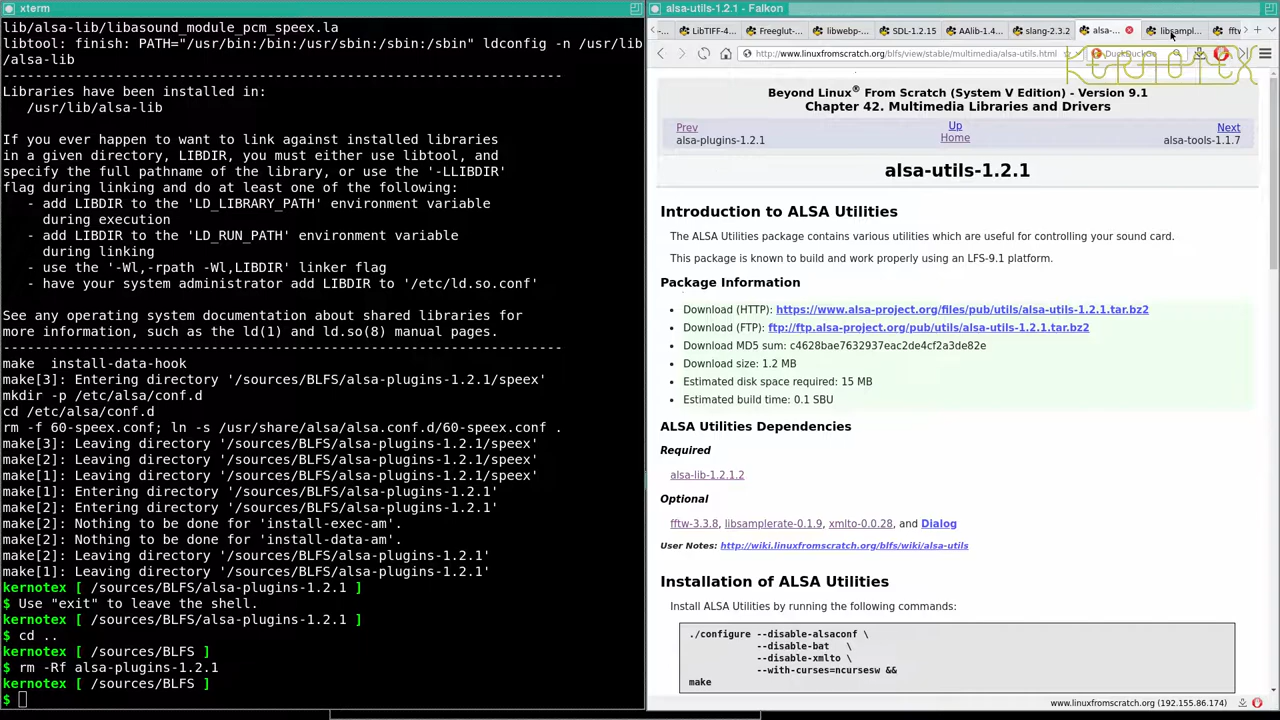 xterm
lib/alsa-lib/libasound_module_pcm_speex.la
libtool: finish: PATH="/usr/bin:/bin:/usr/sbin:/sbin:/sbin" ldconfig -n /usr/lib
/alsa-lib
----------------------------------------------------------------------
Libraries have been installed in:
/usr/lib/alsa-lib
If you ever happen to want to link against installed libraries
in a given directory, LIBDIR, you must either use libtool, and
specify the full pathname of the library, or use the '-LLIBDIR'
flag during linking and do at least one of the following:
- add LIBDIR to the 'LD_LIBRARY_PATH' environment variable
during execution
- add LIBDIR to the 'LD_RUN_PATH' environment variable
during linking
- use the '-Wl,-rpath -Wl,LIBDIR' linker flag
- have your system administrator add LIBDIR to '/etc/ld.so.conf'
See any operating system documentation about shared libraries for
more information, such as the ld(1) and ld.so(8) manual pages.
----------------------------------------------------------------------
make  install-data-hook
make[3]: Entering directory '/sources/BLFS/alsa-plugins-1.2.1/speex'
mkdir -p /etc/alsa/conf.d
cd /etc/alsa/conf.d
rm -f 60-speex.conf; ln -s /usr/share/alsa/alsa.conf.d/60-speex.conf .
make[3]: Leaving directory '/sources/BLFS/alsa-plugins-1.2.1/speex'
make[2]: Leaving directory '/sources/BLFS/alsa-plugins-1.2.1/speex'
make[1]: Leaving directory '/sources/BLFS/alsa-plugins-1.2.1/speex'
make[1]: Entering directory '/sources/BLFS/alsa-plugins-1.2.1'
make[2]: Entering directory '/sources/BLFS/alsa-plugins-1.2.1'
make[2]: Nothing to be done for 'install-exec-am'.
make[2]: Nothing to be done for 'install-data-am'.
make[2]: Leaving directory '/sources/BLFS/alsa-plugins-1.2.1'
make[1]: Leaving directory '/sources/BLFS/alsa-plugins-1.2.1'
kernotex [ /sources/BLFS/alsa-plugins-1.2.1 ]
$ Use "exit" to leave the shell.
kernotex [ /sources/BLFS/alsa-plugins-1.2.1 ]
$ cd ..
kernotex [ /sources/BLFS ]
$ rm -Rf alsa-plugins-1.2.1
kernotex [ /sources/BLFS ]
$
alsa-utils-1.2.1 - Falkon
LibTIFF-4... Freeglut-... libwebp-... SDL-1.2.15 AAlib-1.4... slang-2.3.2 alsa-... libsampl... fftw
http://www.linuxfromscratch.org/blfs/view/stable/multimedia/alsa-utils.html DuckDuckGo
KERNOTEX
Beyond Linux® From Scratch (System V Edition) - Version 9.1
Chapter 42. Multimedia Libraries and Drivers
Prev Up Next
alsa-plugins-1.2.1 Home alsa-tools-1.1.7
alsa-utils-1.2.1
Introduction to ALSA Utilities
The ALSA Utilities package contains various utilities which are useful for controlling your sound card.
This package is known to build and work properly using an LFS-9.1 platform.
Package Information
• Download (HTTP): https://www.alsa-project.org/files/pub/utils/alsa-utils-1.2.1.tar.bz2
• Download (FTP): ftp://ftp.alsa-project.org/pub/utils/alsa-utils-1.2.1.tar.bz2
• Download MD5 sum: c4628bae7632937eac2de4cf2a3de82e
• Download size: 1.2 MB
• Estimated disk space required: 15 MB
• Estimated build time: 0.1 SBU
ALSA Utilities Dependencies
Required
alsa-lib-1.2.1.2
Optional
fftw-3.3.8, libsamplerate-0.1.9, xmlto-0.0.28, and Dialog
User Notes: http://wiki.linuxfromscratch.org/blfs/wiki/alsa-utils
Installation of ALSA Utilities
Install ALSA Utilities by running the following commands:
./configure --disable-alsaconf \
--disable-bat   \
--disable-xmlto \
--with-curses=ncursesw &&
make
www.linuxfromscratch.org (192.155.86.174)